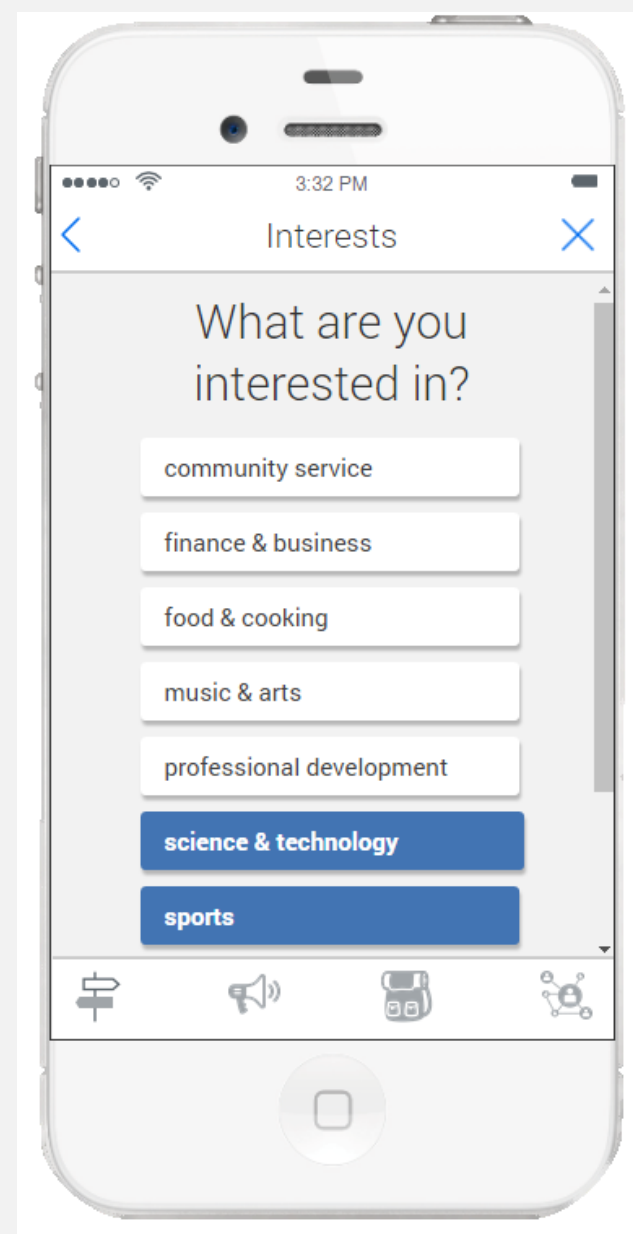 3:32 PM
Interests
What are you
interested in?
community service
finance & business
food & cooking
music & arts
professional development
science & technology
sports